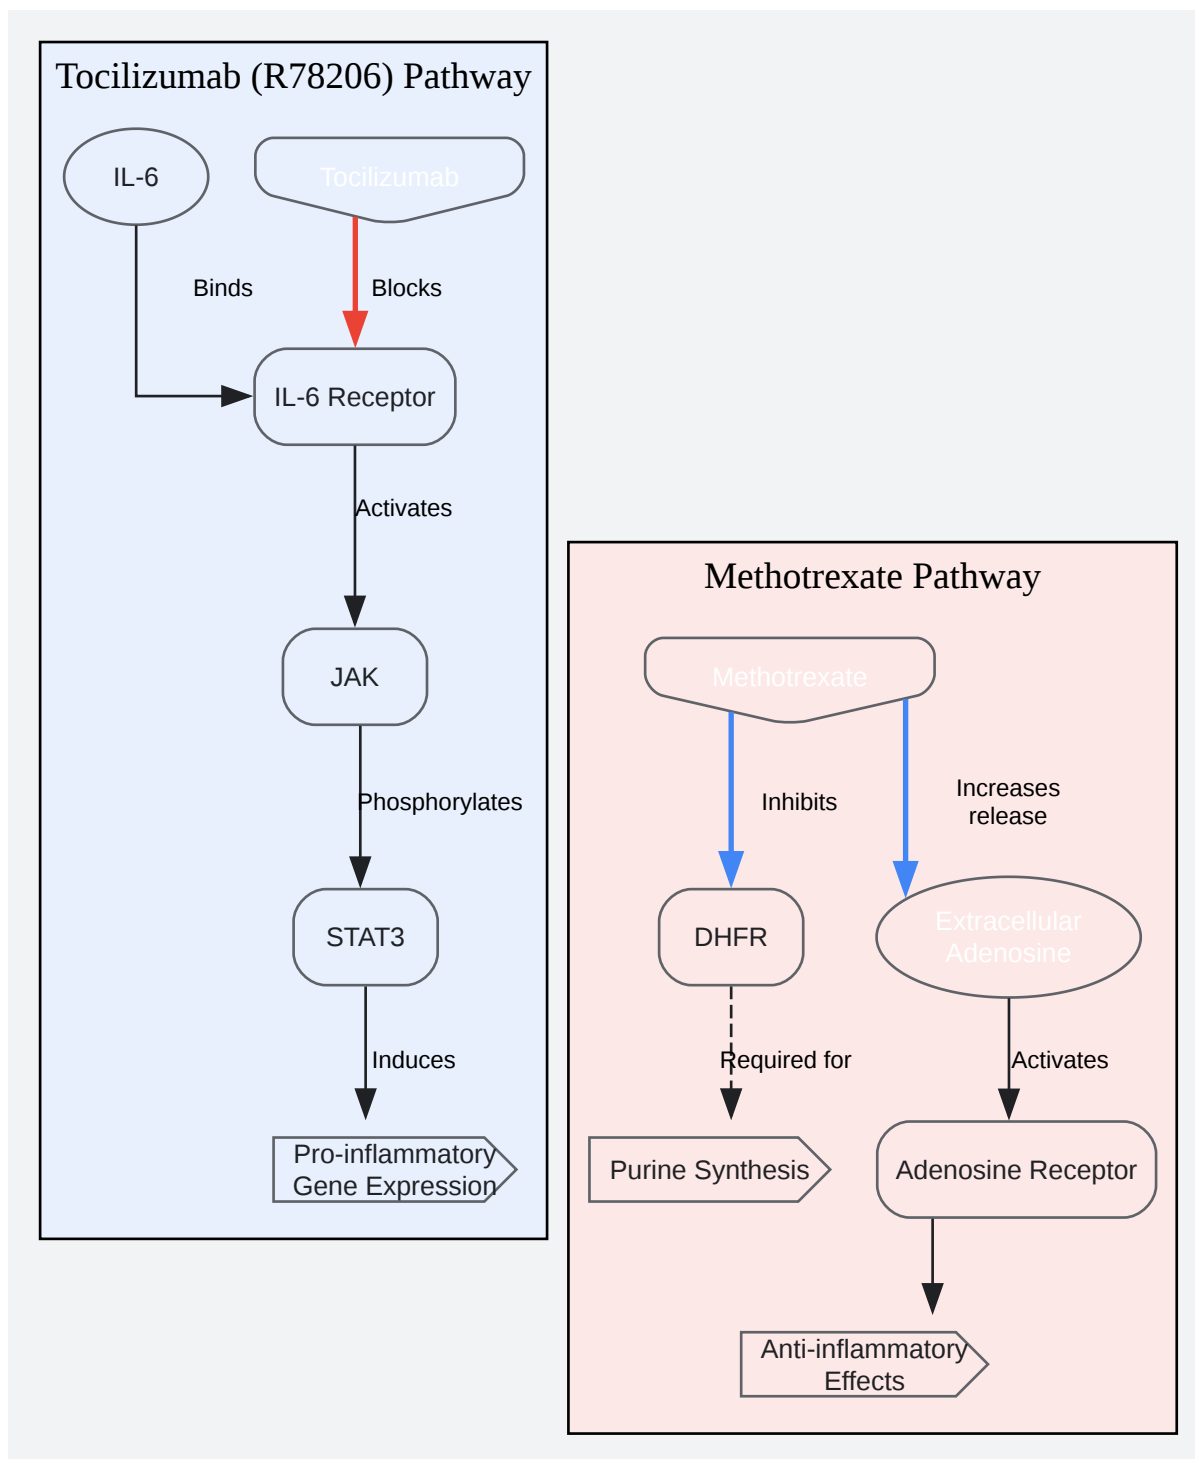 Tocilizumab (R78206) Pathway
IL-6
Tocilizumab
Binds
Blocks
IL-6 Receptor
Activates
JAK
Phosphorylates
STAT3
Induces
Pro-inflammatory
Gene Expression
Methotrexate Pathway
Methotrexate
Inhibits
Increases
release
DHFR
Extracellular
Adenosine
Required for
Activates
Purine Synthesis
Adenosine Receptor
Anti-inflammatory
Effects